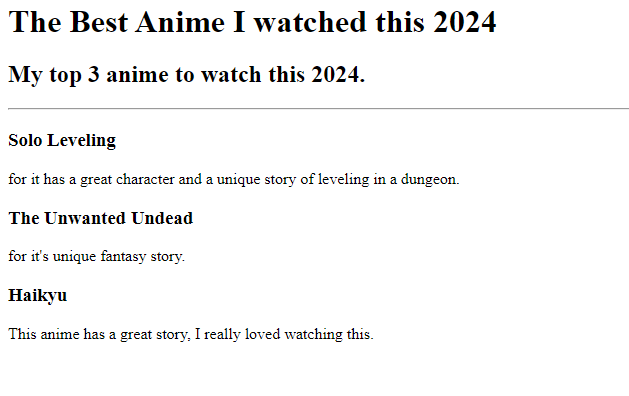 The Best Anime I watched this 2024
My top 3 anime to watch this 2024.
Solo Leveling
for it has a great character and a unique story of leveling in a dungeon.
The Unwanted Undead
for it's unique fantasy story.
Haikyu
This anime has a great story, I really loved watching this.